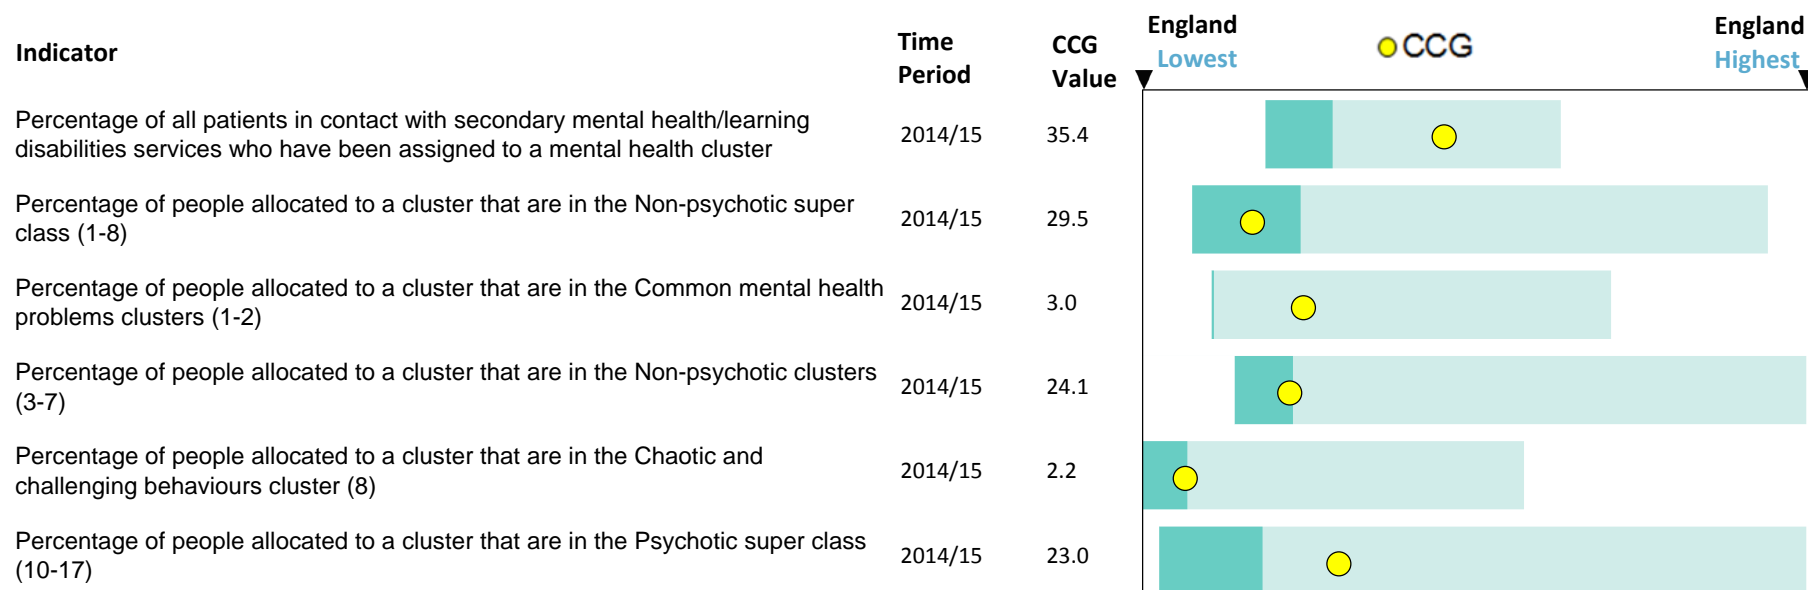 Indicator
Time Period
CCG Value
England Lowest
CCG
England Highest
Percentage of all patients in contact with secondary mental health/learning
disabilities services who have been assigned to a mental health cluster
2014/15
35.4
Percentage of people allocated to a cluster that are in the Non-psychotic super
class (1-8)
2014/15
29.5
Percentage of people allocated to a cluster that are in the Common mental health
problems clusters (1-2)
2014/15
3.0
Percentage of people allocated to a cluster that are in the Non-psychotic clusters
(3-7)
2014/15
24.1
Percentage of people allocated to a cluster that are in the Chaotic and
challenging behaviours cluster (8)
2014/15
2.2
Percentage of people allocated to a cluster that are in the Psychotic super class
(10-17)
2014/15
23.0